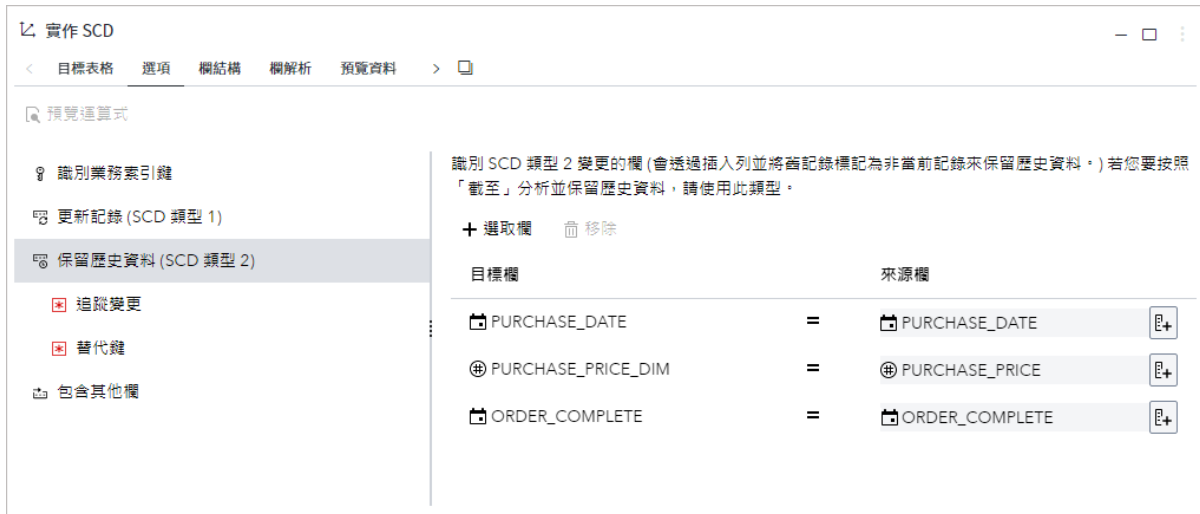 實作 SCD
目標表格 選項 欄結構 欄解析 預覽資料
預覽運算式
識別業務索引鍵
更新記錄 (SCD 類型 1)
保留歷史資料 (SCD 類型 2)
追蹤變更
替代鍵
包含其他欄
識別 SCD 類型 2 變更的欄 (會透過插入列並將舊記錄標記為非當前記錄來保留歷史資料。) 若您要按照
「截至」分析並保留歷史資料，請使用此類型。
+ 選取欄 移除
目標欄 來源欄
PURCHASE_DATE = PURCHASE_DATE
PURCHASE_PRICE_DIM = PURCHASE_PRICE
ORDER_COMPLETE = ORDER_COMPLETE